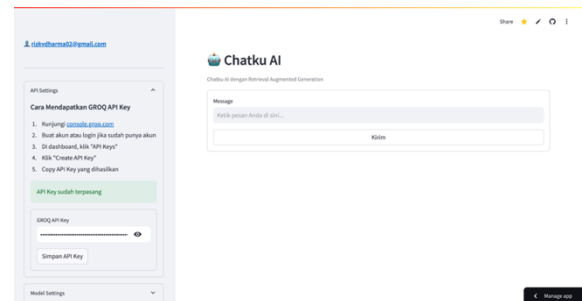 Share
rizkydharma02@gmail.com
API Settings
Cara Mendapatkan GROQ API Key
1. Kunjungi console.groq.com
2. Buat akun atau login jika sudah punya akun
3. Di dashboard, klik "API Keys"
4. Klik "Create API Key"
5. Copy API Key yang dihasilkan
API Key sudah terpasang
GROQ API Key
Simpan API Key
Model Settings
Chatku AI
Chatku AI dengan Retrieval Augmented Generation
Message
Ketik pesan Anda di sini...
Kirim
Manage app